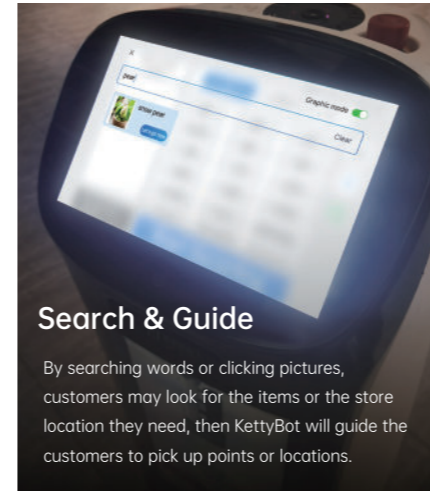 X
pear
Graphic mode
Clear
snow pear
Search & Guide
By searching words or clicking pictures,
customers may look for the items or the store
location they need, then KettyBot will guide the
customers to pick up points or locations.